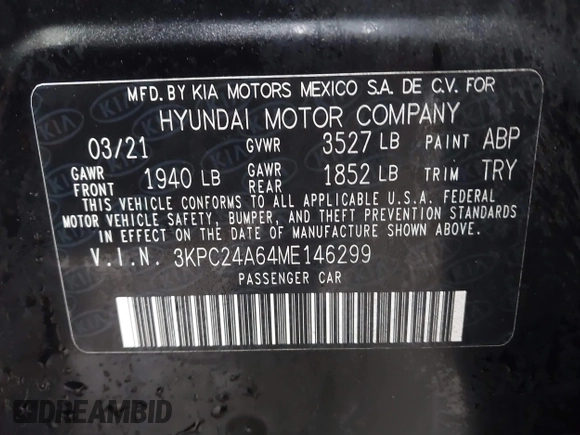 MFD. BY KIA MOTORS MEXICO S.A. DE C.V. FOR
HYUNDAI MOTOR COMPANY
03/21 GVWR 3527 LB PAINT ABP
GAWR FRONT 1940 LB GAWR REAR 1852 LB TRIM TRY
THIS VEHICLE CONFORMS TO ALL APPLICABLE U.S.A. FEDERAL
MOTOR VEHICLE SAFETY, BUMPER, AND THEFT PREVENTION STANDARDS
IN EFFECT ON THE DATE OF MANUFACTURE SHOWN ABOVE.
V.I.N. 3KPC24A64ME146299
PASSENGER CAR
DREAMBID